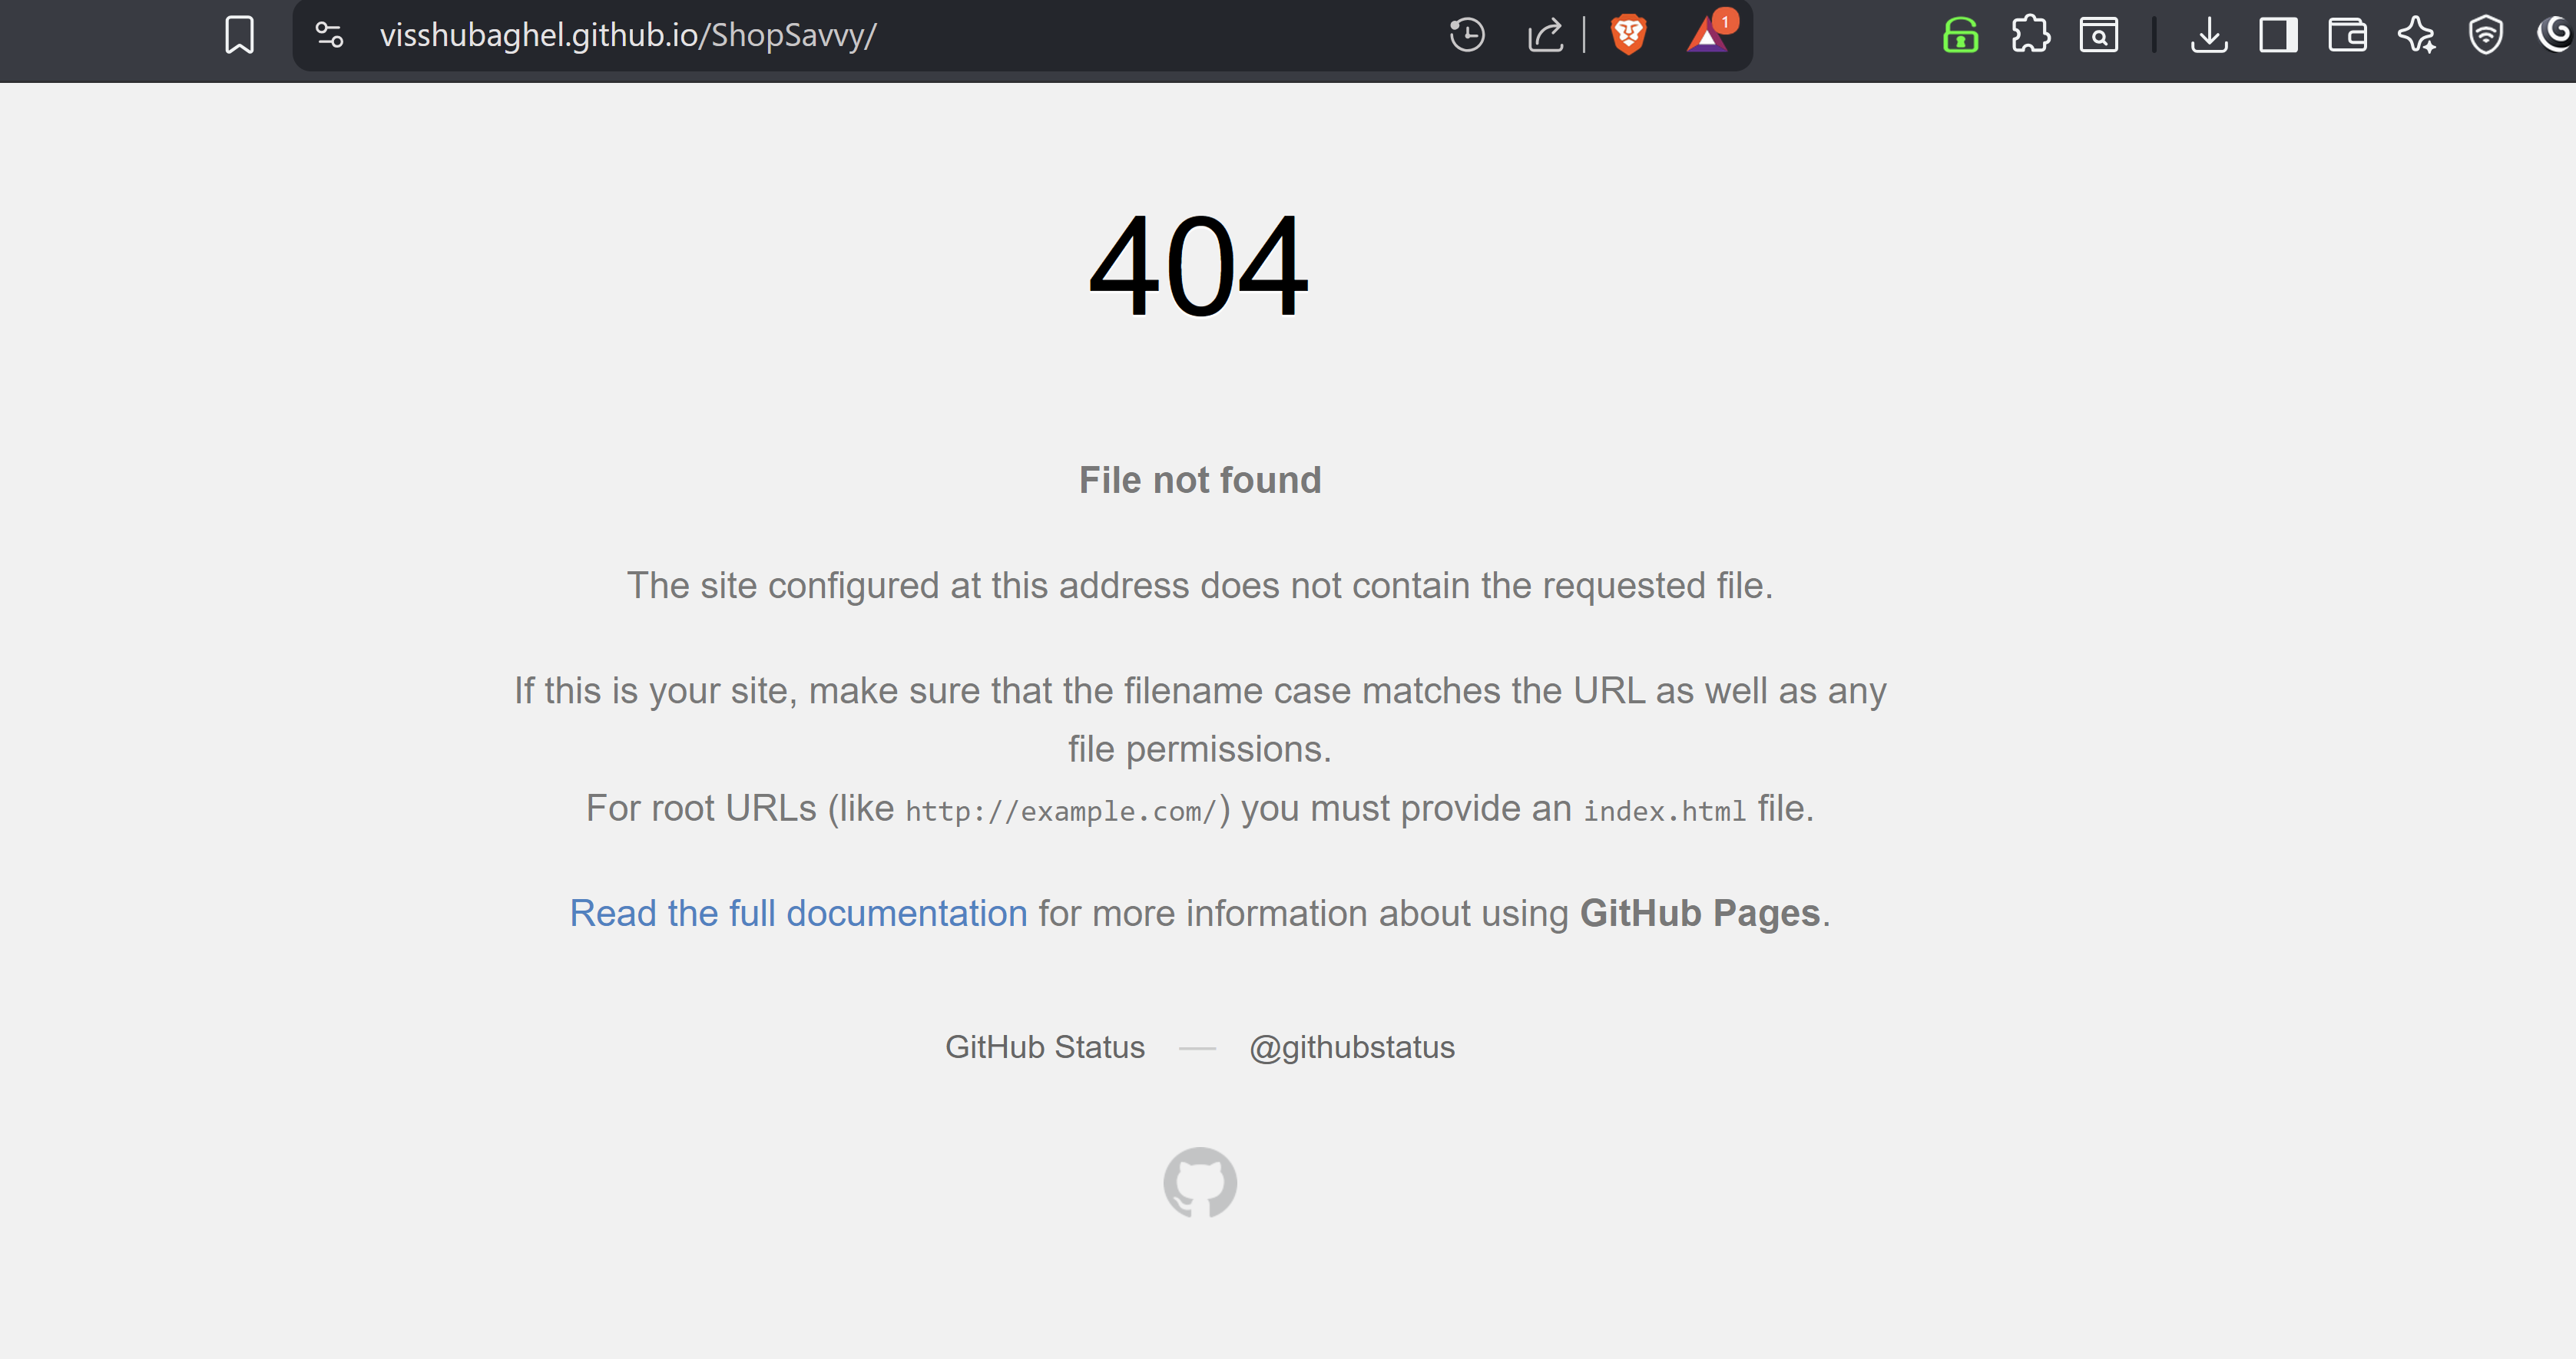 visshubaghel.github.io/ShopSavvy/
1
404
File not found
The site configured at this address does not contain the requested file.
If this is your site, make sure that the filename case matches the URL as well as any
file permissions.
For root URLs (like http://example.com/) you must provide an index.html file.
Read the full documentation for more information about using GitHub Pages.
GitHub Status — @githubstatus